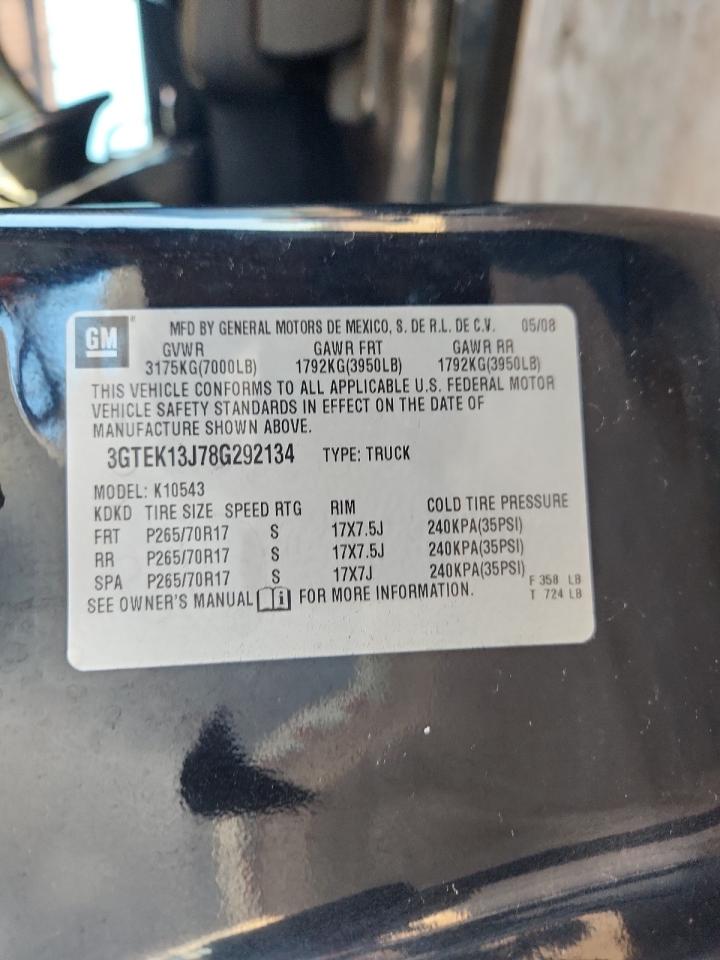 GM® MFD BY GENERAL MOTORS DE MEXICO, S. DE R.L. DE C.V. 05/08
GVWR GAWR FRT GAWR RR
3175KG(7000LB) 1792KG(3950LB) 1792KG(3950LB)
THIS VEHICLE CONFORMS TO ALL APPLICABLE U.S. FEDERAL MOTOR
VEHICLE SAFETY STANDARDS IN EFFECT ON THE DATE OF
MANUFACTURE SHOWN ABOVE.
3GTEK13J78G292134 TYPE: TRUCK
MODEL: K10543
KDKD TIRE SIZE SPEED RTG RIM COLD TIRE PRESSURE
FRT P265/70R17 S 17X7.5J 240KPA(35PSI)
RR P265/70R17 S 17X7.5J 240KPA(35PSI)
SPA P265/70R17 S 17X7J 240KPA(35PSI)
F 358 LB
T 724 LB
SEE OWNER'S MANUAL i FOR MORE INFORMATION.